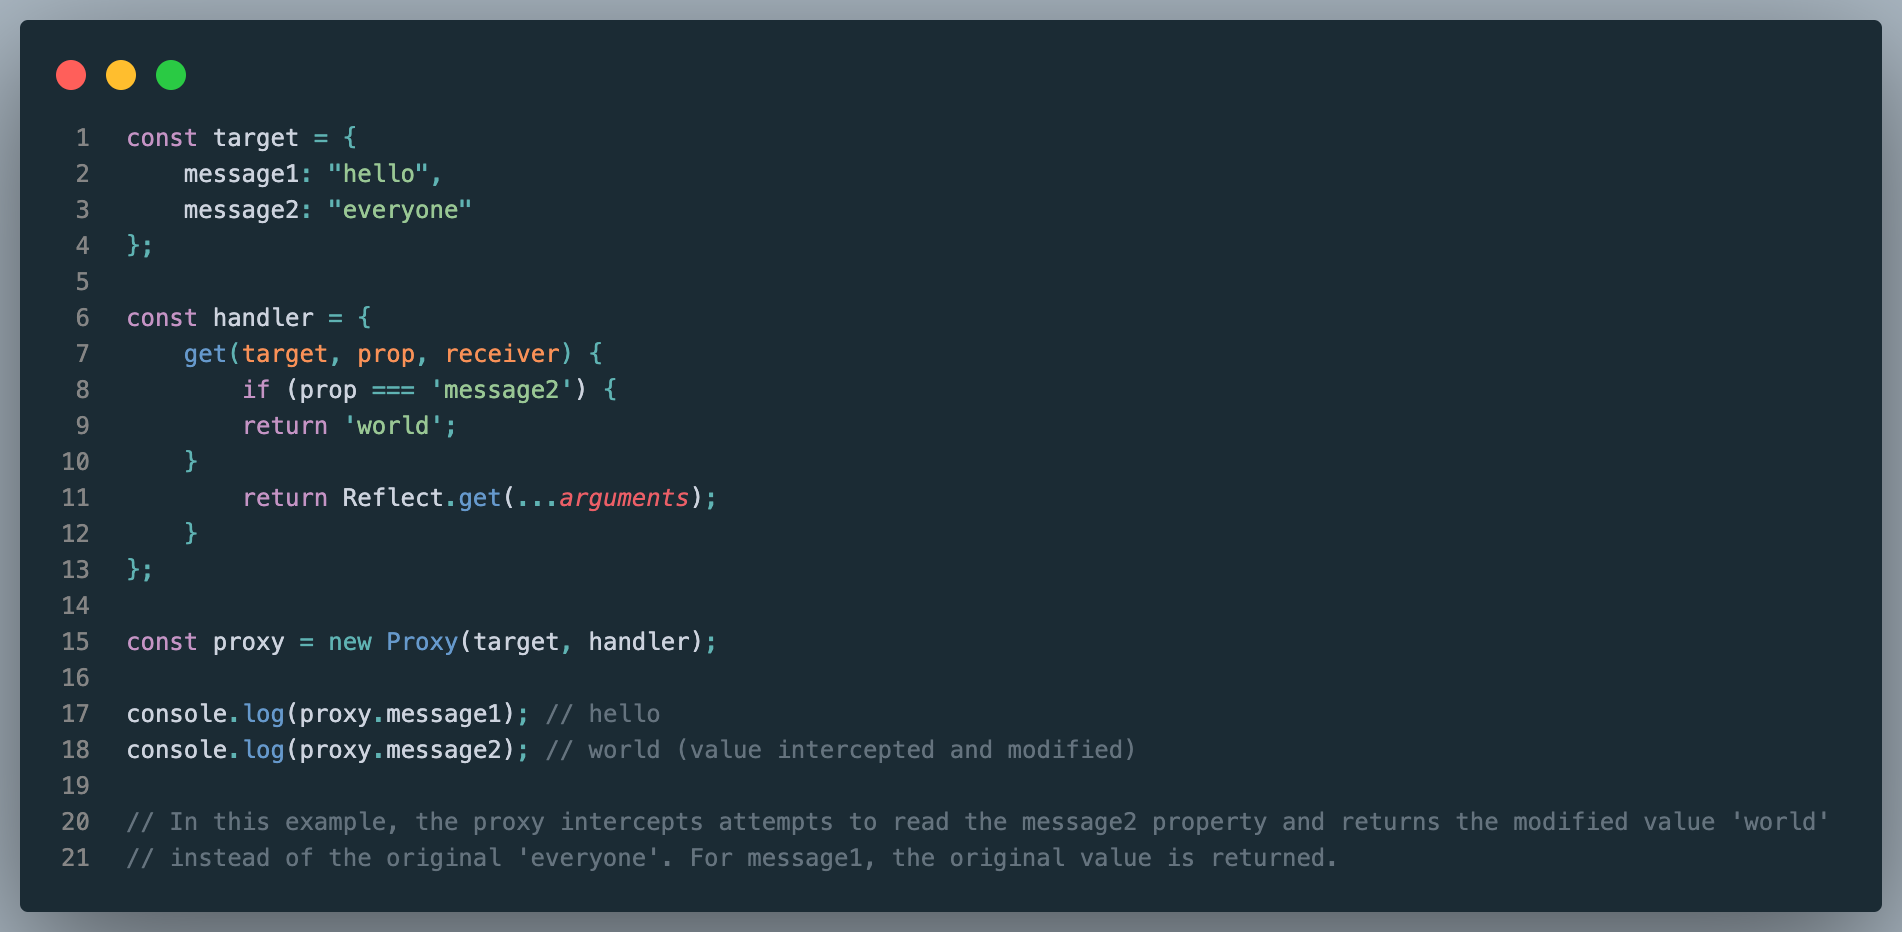 1 const target = {
2     message1: "hello",
3     message2: "everyone"
4 };
5
6 const handler = {
7     get(target, prop, receiver) {
8         if (prop === 'message2') {
9         return 'world';
10     }
11         return Reflect.get(...arguments);
12     }
13 };
14
15 const proxy = new Proxy(target, handler);
16
17 console.log(proxy.message1); // hello
18 console.log(proxy.message2); // world (value intercepted and modified)
19
20 // In this example, the proxy intercepts attempts to read the message2 property and returns the modified value 'world'
21 // instead of the original 'everyone'. For message1, the original value is returned.